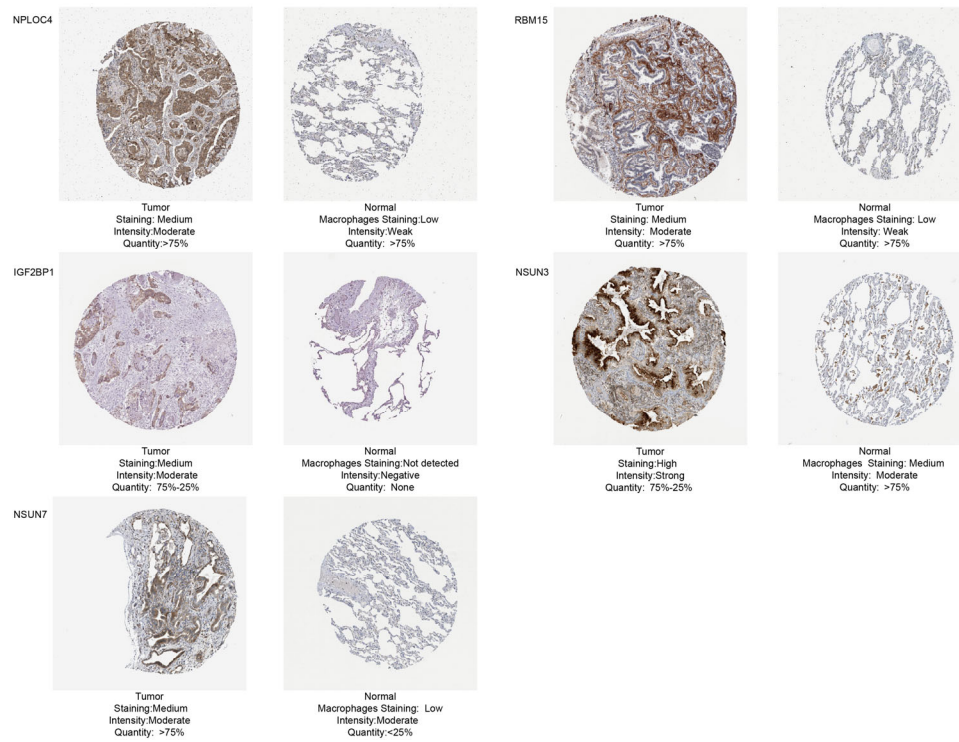 NPLOC4
Tumor
Staining: Medium
Intensity:Moderate
Quantity:>75%
Normal
Macrophages Staining:Low
Intensity:Weak
Quantity: >75%
RBM15
Tumor
Staining: Medium
Intensity: Moderate
Quantity: >75%
Normal
Macrophages Staining: Low
Intensity: Weak
Quantity: >75%
IGF2BP1
Tumor
Staining:Medium
Intensity:Moderate
Quantity: 75%-25%
Normal
Macrophages Staining:Not detected
Intensity:Negative
Quantity: None
NSUN3
Tumor
Staining:High
Intensity:Strong
Quantity: 75%-25%
Normal
Macrophages Staining: Medium
Intensity: Moderate
Quantity: >75%
NSUN7
Tumor
Staining:Medium
Intensity:Moderate
Quantity: >75%
Normal
Macrophages Staining: Low
Intensity:Moderate
Quantity:<25%